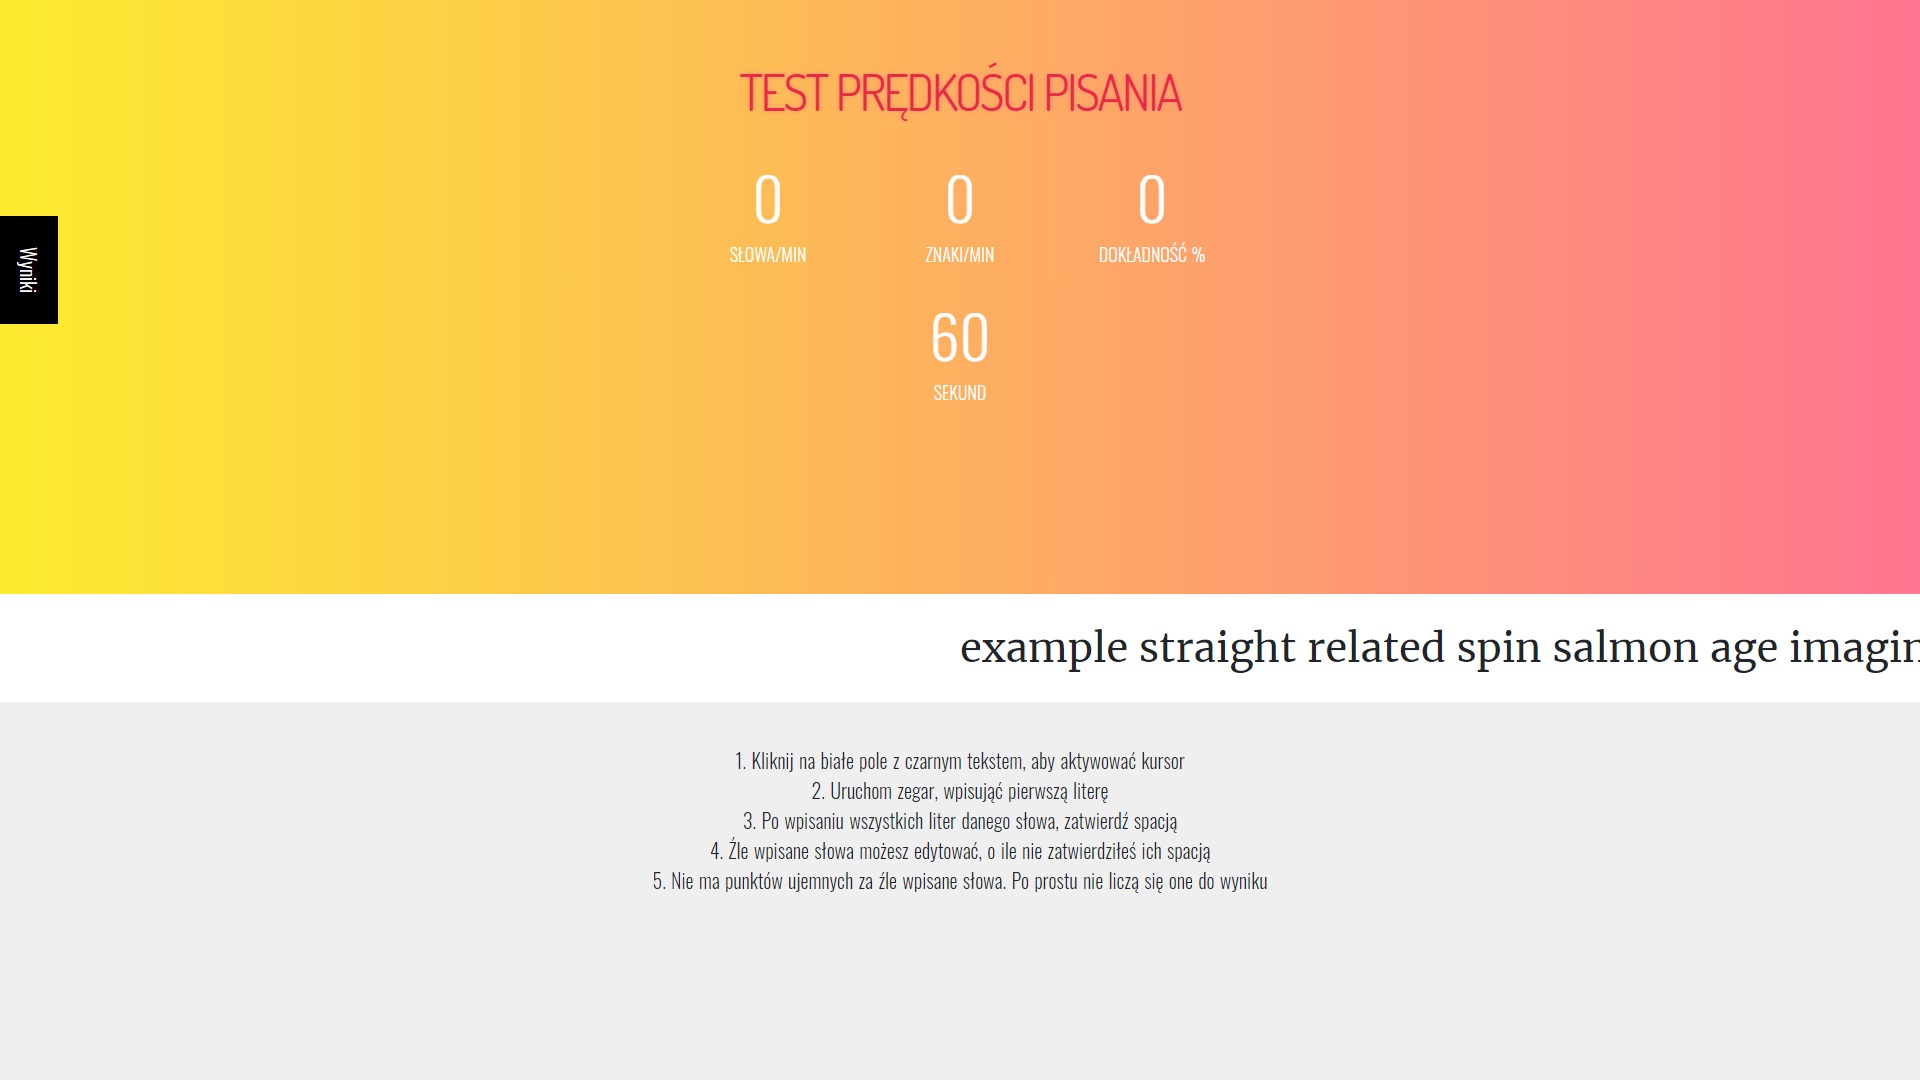 TEST PRĘDKOŚCI PISANIA
0 0 0
SŁOWA/MIN ZNAKI/MIN DOKŁADNOŚĆ %
Wyniki
60
SEKUND
example straight related spin salmon age imagin
1. Kliknij na białe pole z czarnym tekstem, aby aktywować kursor
2. Uruchom zegar, wpisująć pierwszą literę
3. Po wpisaniu wszystkich liter danego słowa, zatwierdź spacją
4. Źle wpisane słowa możesz edytować, o ile nie zatwierdziłeś ich spacją
5. Nie ma punktów ujemnych za źle wpisane słowa. Po prostu nie liczą się one do wyniku